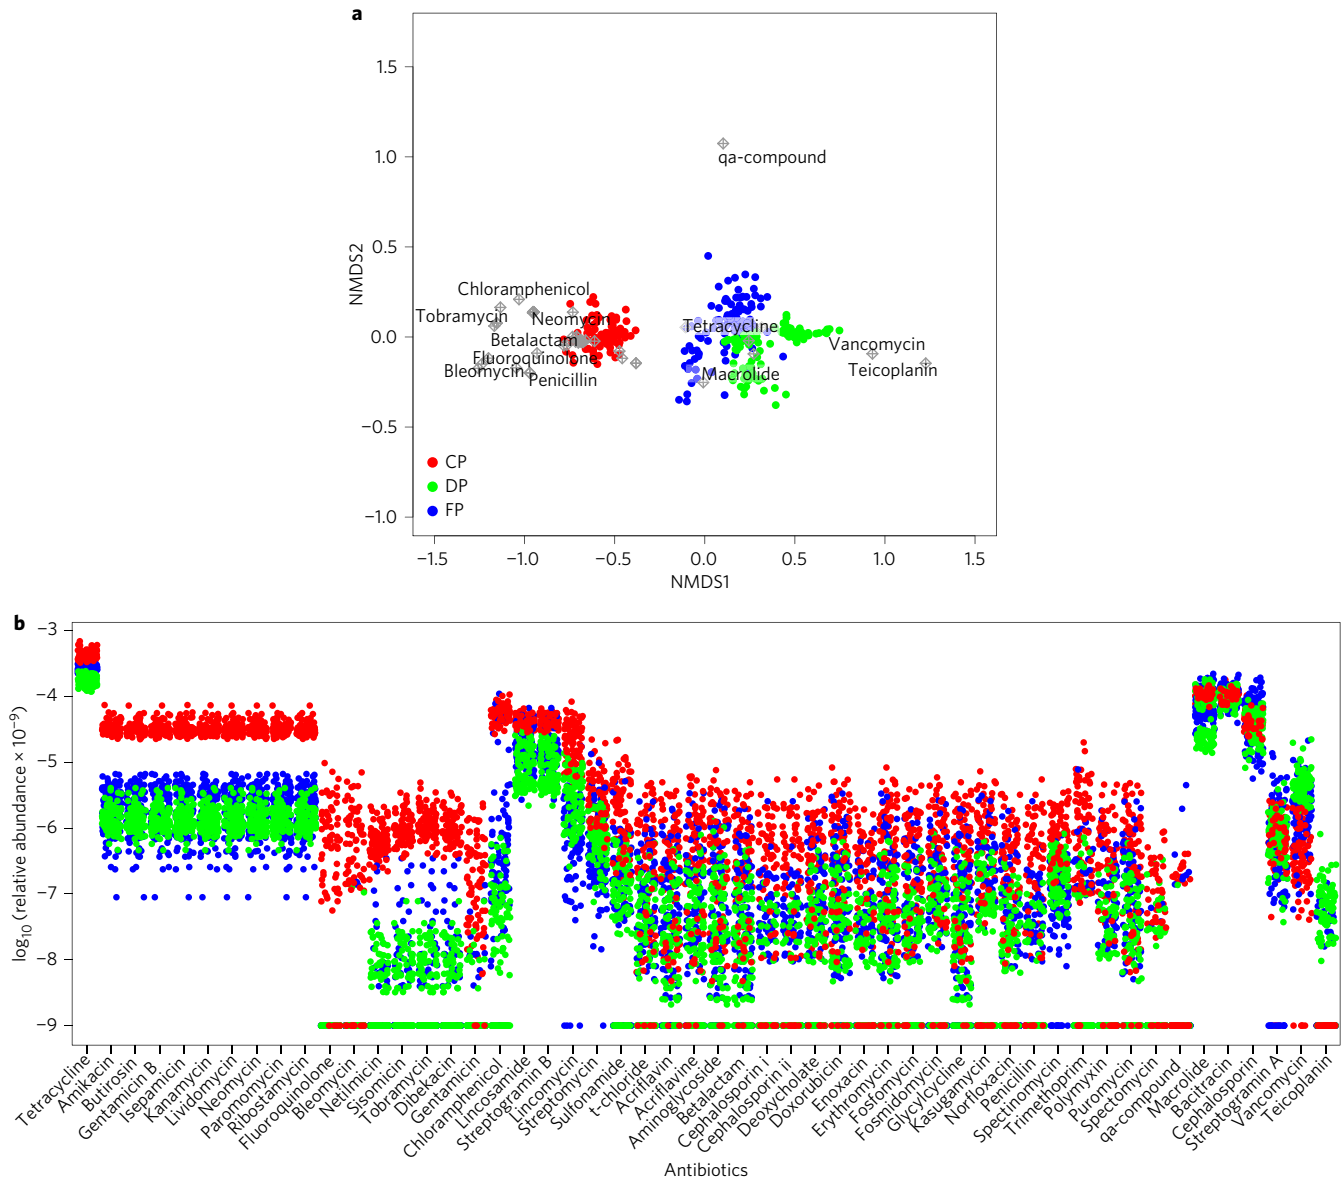 a
1.5
1.0
0.5
0.0
−0.5
−1.0
NMDS2
qa-compound
Chloramphenicol
Tobramycin
Neomycin
Tetracycline
Betalactam
Vancomycin
Fluoroquinolone
Teicoplanin
Bleomycin
Penicillin
Macrolide
CP
DP
FP
−1.5
−1.0
−0.5
0.0
0.5
1.0
1.5
NMDS1
b
−3
−4
−5
−6
−7
−8
−9
log10 (relative abundance × 10−9)
Tetracycline
Amikacin
Butirosin
Gentamicin B
Isepamicin
Kanamycin
Lividomycin
Neomycin
Paromomycin
Ribostamycin
Fluoroquinolone
Bleomycin
Netilmicin
Sisomicin
Tobramycin
Dibekacin
Gentamicin
Chloramphenicol
Lincosamide
Streptogramin B
Lincomycin
Streptomycin
Sulfonamide
t-chloride
Acriflavin
Acriflavine
Aminoglycoside
Betalactam
Cephalosporin i
Cephalosporin ii
Deoxycholate
Doxorubicin
Enoxacin
Erythromycin
Fosfomycin
Fosmidomycin
Glycylcycline
Kasugamycin
Norfloxacin
Penicillin
Spectinomycin
Trimethoprim
Polymyxin
Puromycin
Spectomycin
qa-compound
Macrolide
Bacitracin
Cephalosporin
Streptogramin A
Vancomycin
Teicoplanin
Antibiotics